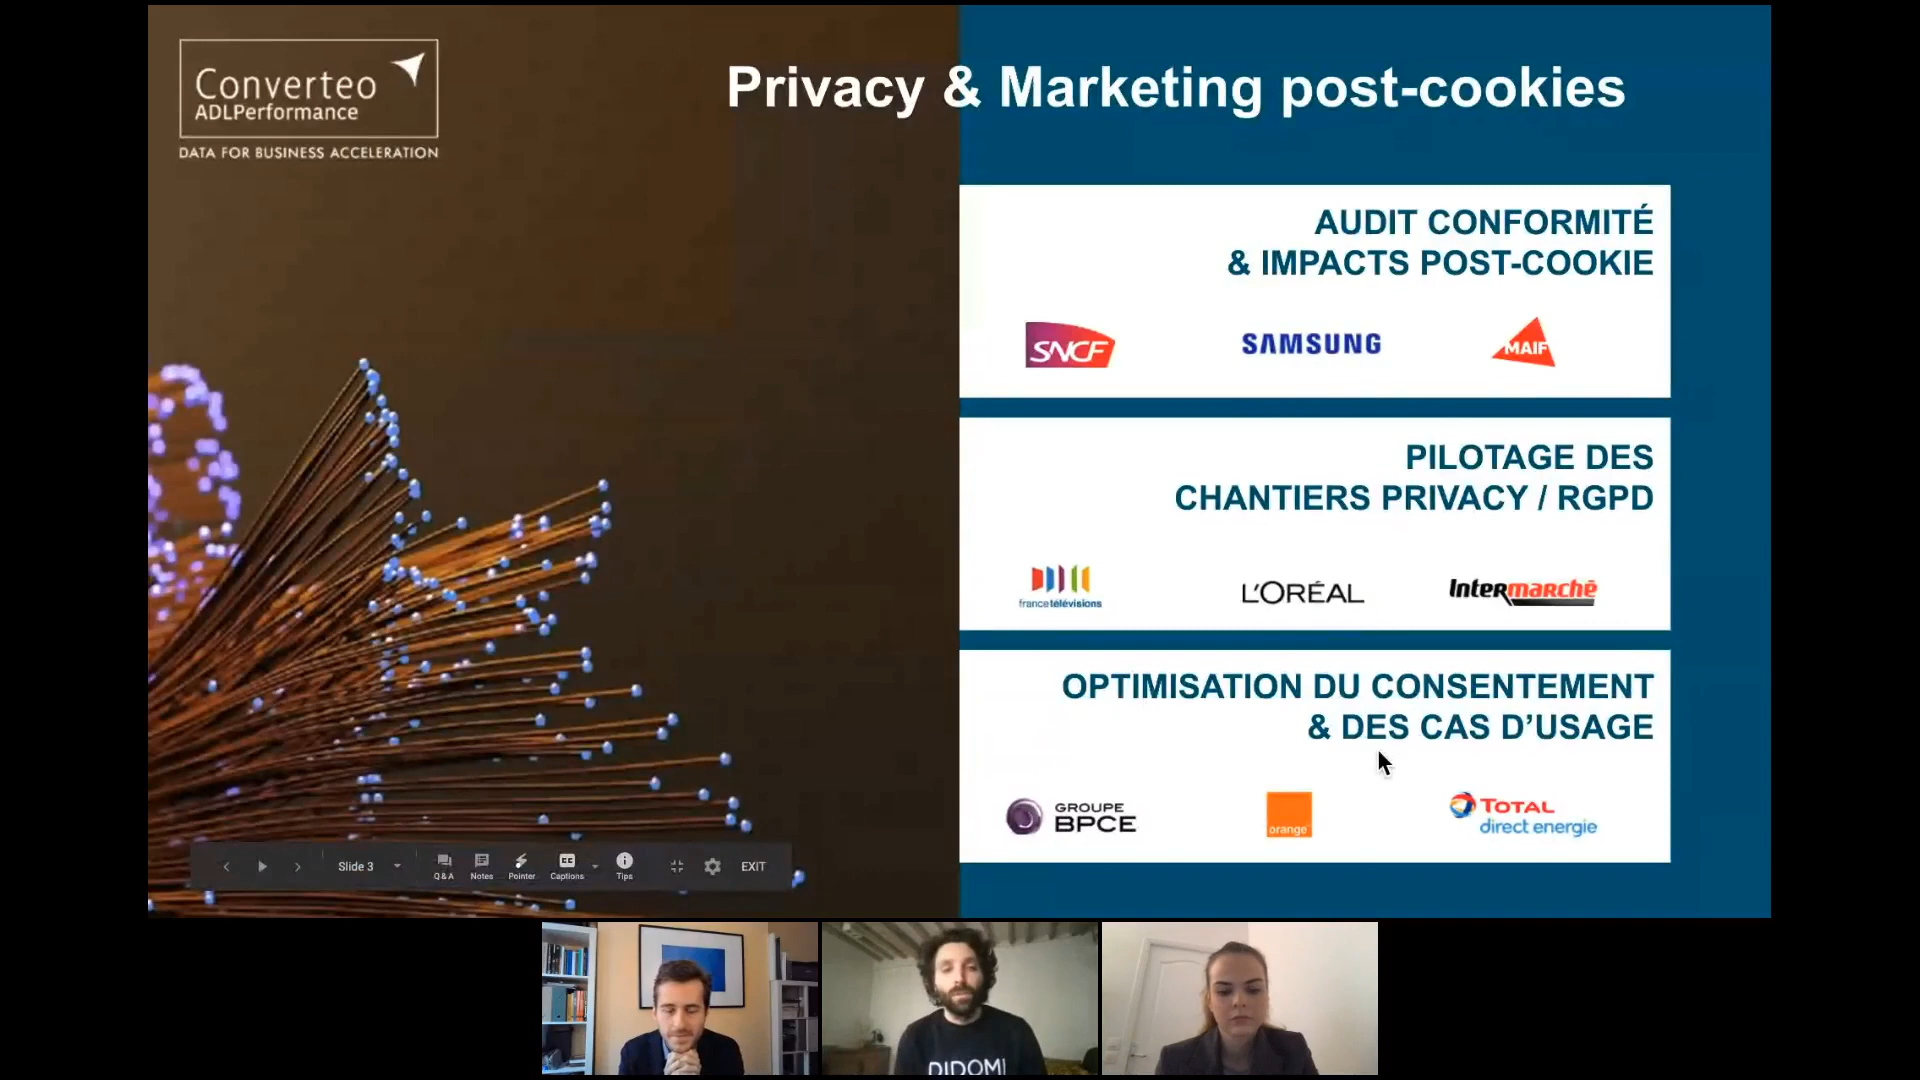 Converteo
ADLPerformance
DATA FOR BUSINESS ACCELERATION
Privacy & Marketing post-cookies
AUDIT CONFORMITÉ
& IMPACTS POST-COOKIE
SNCF
SAMSUNG
MAIF
PILOTAGE DES
CHANTIERS PRIVACY / RGPD
francetélévisions
L'ORÉAL
Intermarché
OPTIMISATION DU CONSENTEMENT
& DES CAS D'USAGE
GROUPE
BPCE
orange
TOTAL
direct energie
Slide 3
Q & A
Notes
Pointer
CC
Captions
Tips
EXIT
DIDOMI